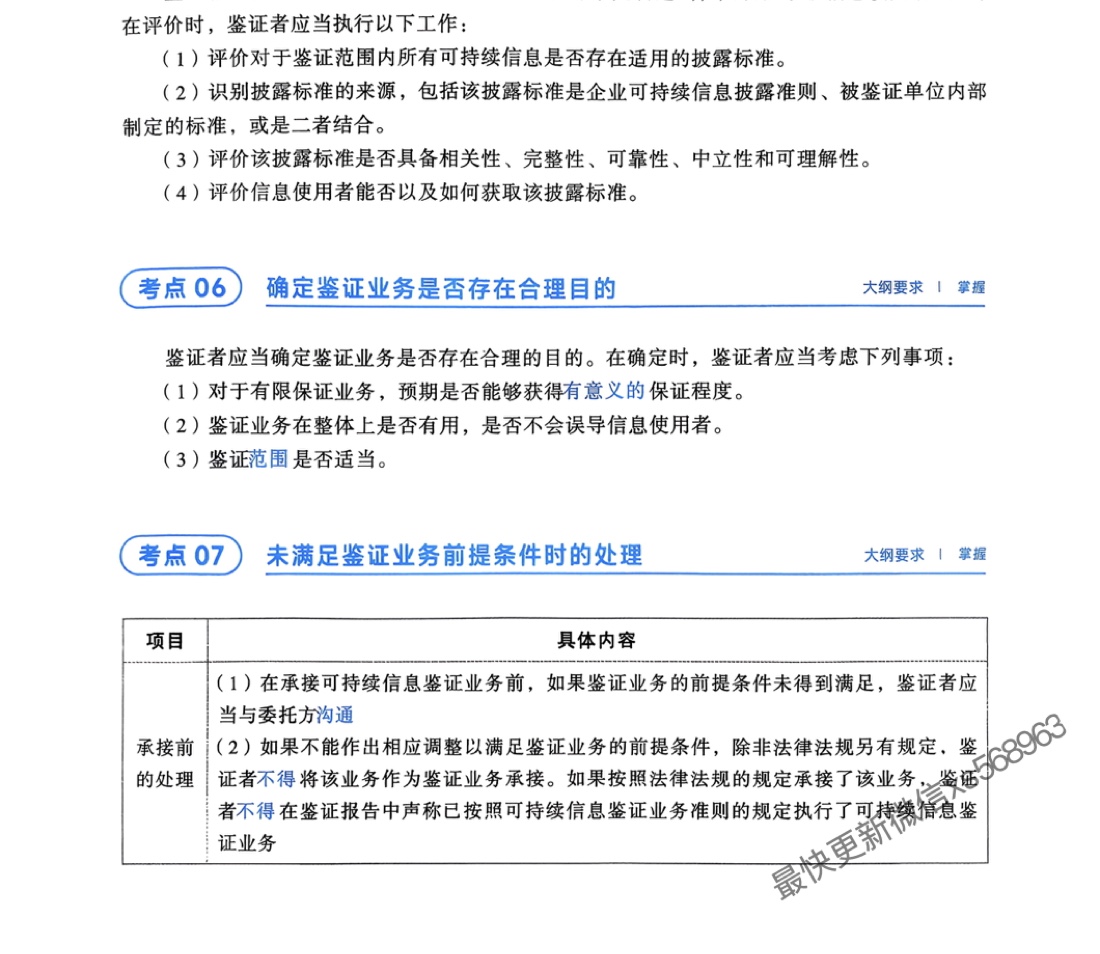 在评价时，鉴证者应当执行以下工作：
（1）评价对于鉴证范围内所有可持续信息是否存在适用的披露标准。
（2）识别披露标准的来源，包括该披露标准是企业可持续信息披露准则、被鉴证单位内部
制定的标准，或是二者结合。
（3）评价该披露标准是否具备相关性、完整性、可靠性、中立性和可理解性。
（4）评价信息使用者能否以及如何获取该披露标准。
考点 06 确定鉴证业务是否存在合理目的 大纲要求 | 掌握
鉴证者应当确定鉴证业务是否存在合理的目的。在确定时，鉴证者应当考虑下列事项：
（1）对于有限保证业务，预期是否能够获得有意义的保证程度。
（2）鉴证业务在整体上是否有用，是否不会误导信息使用者。
（3）鉴证范围是否适当。
考点 07 未满足鉴证业务前提条件时的处理 大纲要求 | 掌握
项目 具体内容
承接前
的处理
（1）在承接可持续信息鉴证业务前，如果鉴证业务的前提条件未得到满足，鉴证者应
当与委托方沟通
（2）如果不能作出相应调整以满足鉴证业务的前提条件，除非法律法规另有规定，鉴
证者不得将该业务作为鉴证业务承接。如果按照法律法规的规定承接了该业务，鉴证
者不得在鉴证报告中声称已按照可持续信息鉴证业务准则的规定执行了可持续信息鉴
证业务